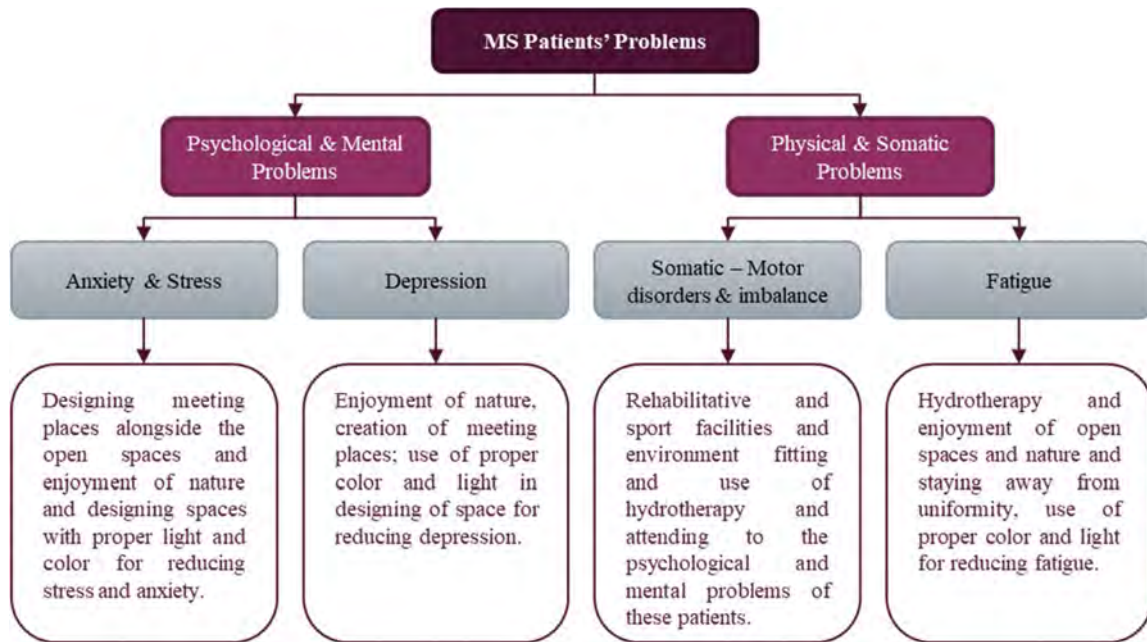 MS Patients' Problems
Psychological & Mental
Problems
Physical & Somatic
Problems
Anxiety & Stress
Depression
Somatic – Motor
disorders & imbalance
Fatigue
Designing meeting
places alongside the
open spaces and
enjoyment of nature
and designing spaces
with proper light and
color for reducing
stress and anxiety.
Enjoyment of nature,
creation of meeting
places; use of proper
color and light in
designing of space for
reducing depression.
Rehabilitative and
sport facilities and
environment fitting
and use of
hydrotherapy and
attending to the
psychological and
mental problems of
these patients.
Hydrotherapy and
enjoyment of open
spaces and nature and
staying away from
uniformity, use of
proper color and light
for reducing fatigue.